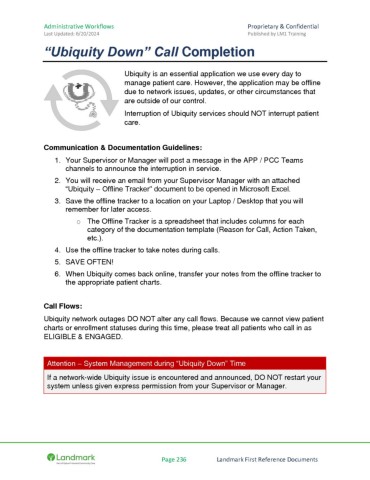 Administrative Workflows Proprietary & Confidential
Last Updated: 6/20/2024 Published by LM1 Training
“Ubiquity Down” Call Completion
Ubiquity is an essential application we use every day to
manage patient care. However, the application may be offline
due to network issues, updates, or other circumstances that
are outside of our control.
Interruption of Ubiquity services should NOT interrupt patient
care.
Communication & Documentation Guidelines:
1. Your Supervisor or Manager will post a message in the APP / PCC Teams
channels to announce the interruption in service.
2. You will receive an email from your Supervisor Manager with an attached
“Ubiquity – Offline Tracker” document to be opened in Microsoft Excel.
3. Save the offline tracker to a location on your Laptop / Desktop that you will
remember for later access.
o The Offline Tracker is a spreadsheet that includes columns for each
category of the documentation template (Reason for Call, Action Taken,
etc.).
4. Use the offline tracker to take notes during calls.
5. SAVE OFTEN!
6. When Ubiquity comes back online, transfer your notes from the offline tracker to
the appropriate patient charts.
Call Flows:
Ubiquity network outages DO NOT alter any call flows. Because we cannot view patient
charts or enrollment statuses during this time, please treat all patients who call in as
ELIGIBLE & ENGAGED.
Attention – System Management during “Ubiquity Down” Time
If a network-wide Ubiquity issue is encountered and announced, DO NOT restart your
system unless given express permission from your Supervisor or Manager.
Landmark
Page 236 Landmark First Reference Documents